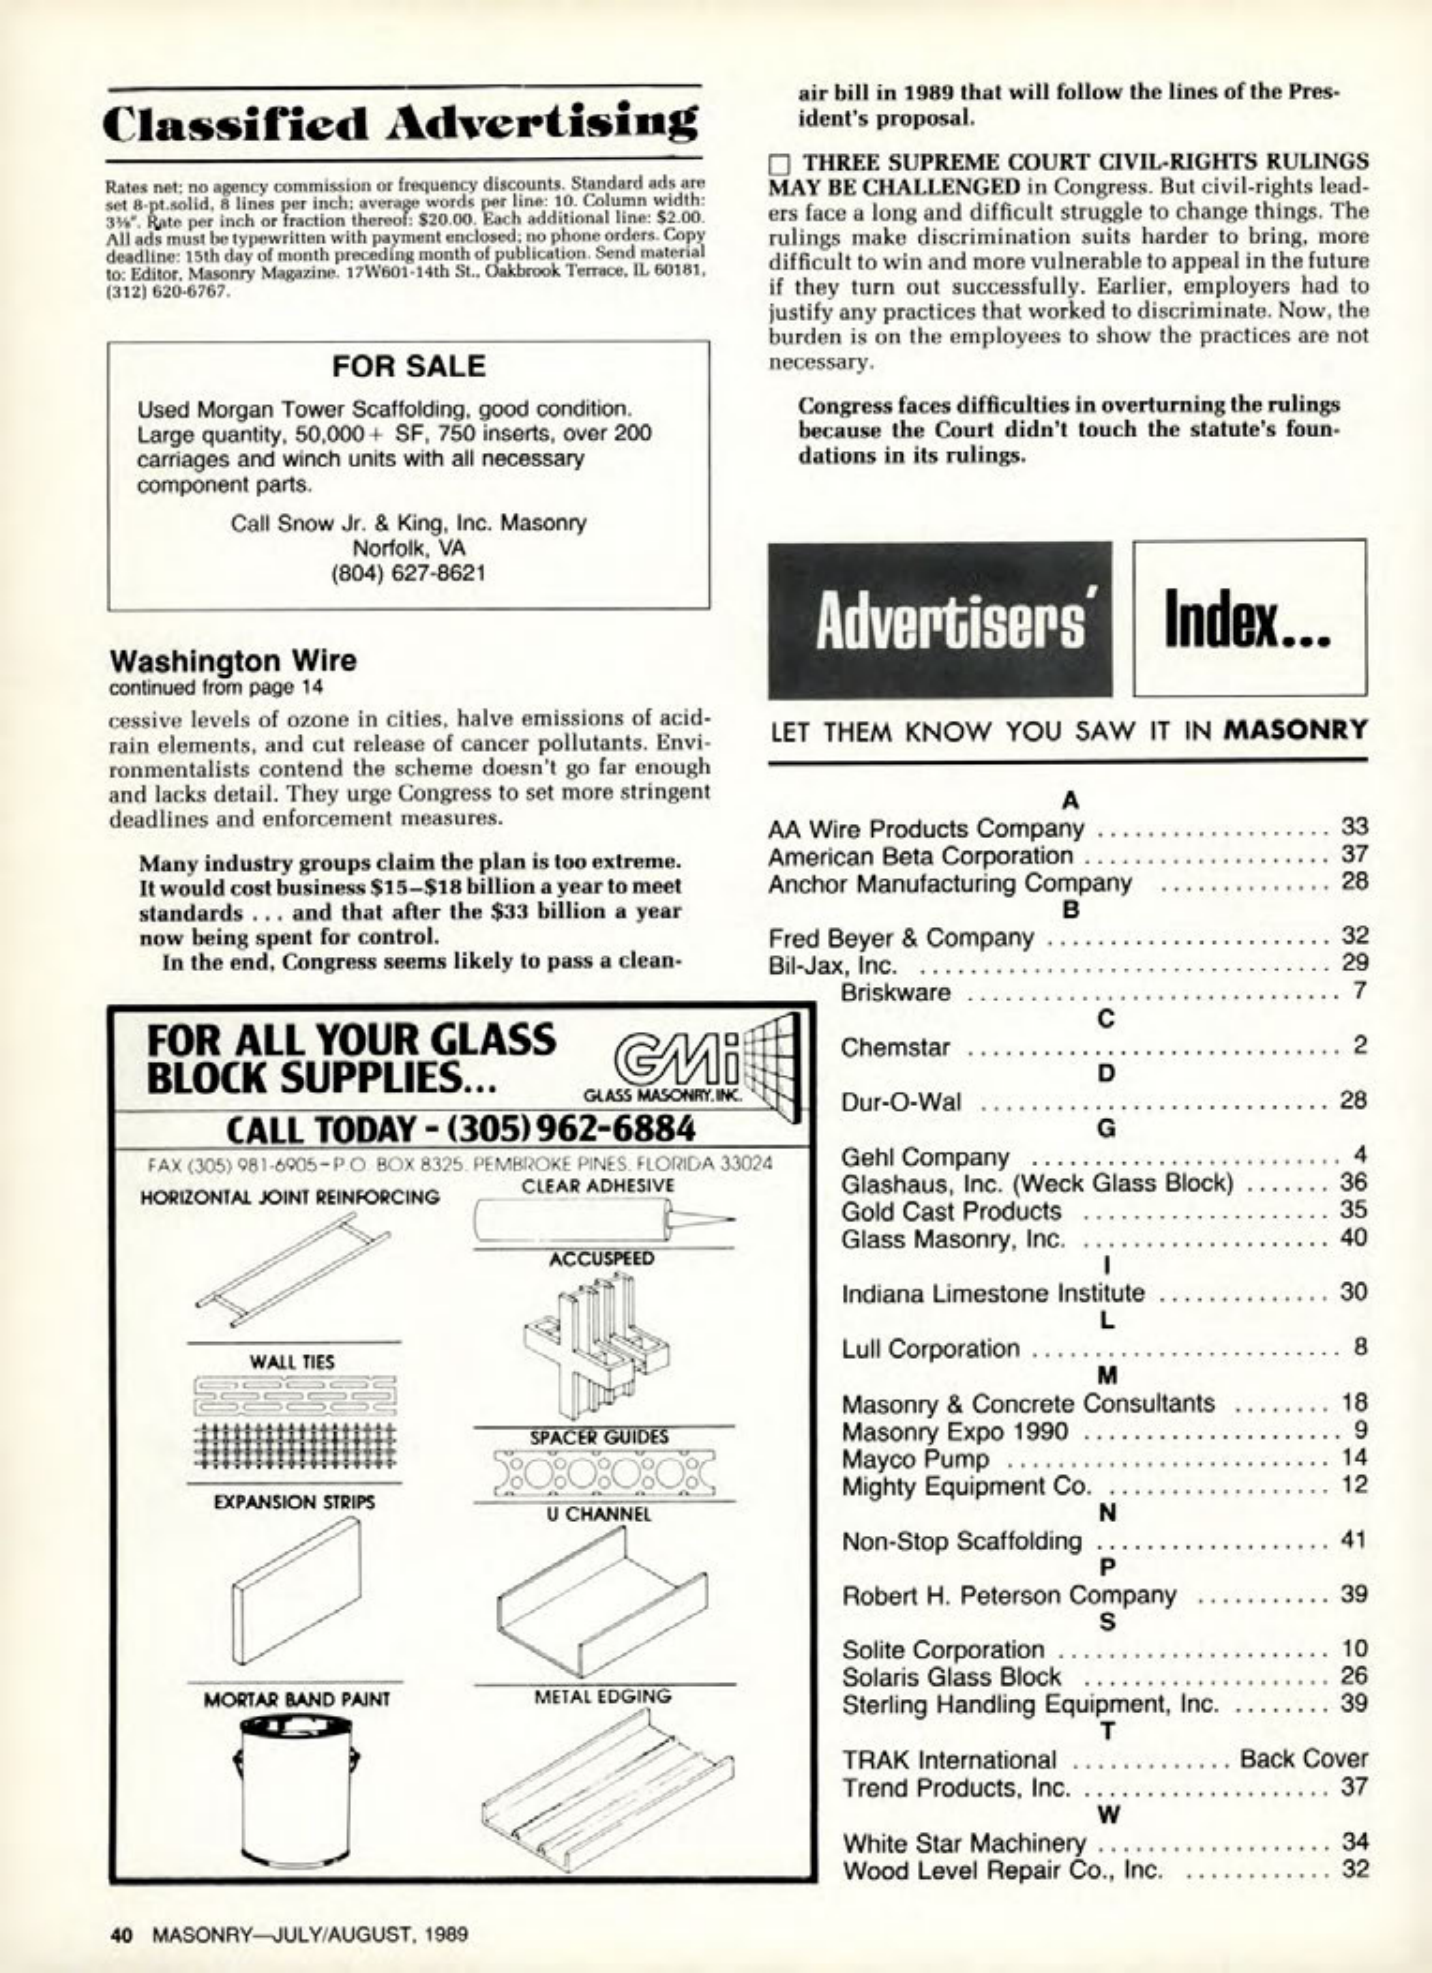 Classified Advertising
Rates net: no agency commission or frequency discounts. Standard ads are
set 8-pt.solid, 8 lines per inch; average words per line: 10. Column width:
3⅜". Rate per inch or fraction thereof: $20.00. Each additional line: $2.00.
All ads must be typewritten with payment enclosed; no phone orders. Copy
deadline: 15th day of month preceding month of publication. Send material
to: Editor, Masonry Magazine, 17W601-14th St., Oakbrook Terrace, IL 60181,
(312) 620-6767.
FOR SALE
Used Morgan Tower Scaffolding, good condition.
Large quantity, 50,000+ SF, 750 inserts, over 200
carriages and winch units with all necessary
component parts.
Call Snow Jr. & King, Inc. Masonry
Norfolk, VA
(804) 627-8621
Washington Wire
continued from page 14
cessive levels of ozone in cities, halve emissions of acid-
rain elements, and cut release of cancer pollutants. Envi-
ronmentalists contend the scheme doesn't go far enough
and lacks detail. They urge Congress to set more stringent
deadlines and enforcement measures.
Many industry groups claim the plan is too extreme.
It would cost business $15–$18 billion a year to meet
standards . . . and that after the $33 billion a year
now being spent for control.
In the end, Congress seems likely to pass a clean-
air bill in 1989 that will follow the lines of the Pres-
ident's proposal.
□ THREE SUPREME COURT CIVIL-RIGHTS RULINGS
MAY BE CHALLENGED in Congress. But civil-rights lead-
ers face a long and difficult struggle to change things. The
rulings make discrimination suits harder to bring, more
difficult to win and more vulnerable to appeal in the future
if they turn out successfully. Earlier, employers had to
justify any practices that worked to discriminate. Now, the
burden is on the employees to show the practices are not
necessary.
Congress faces difficulties in overturning the rulings
because the Court didn't touch the statute's foun-
dations in its rulings.
FOR ALL YOUR GLASS
BLOCK SUPPLIES...
GMI
GLASS MASONRY, INC.
CALL TODAY - (305) 962-6884
FAX (305) 981-6905–P.O. BOX 8325, PEMBROKE PINES, FLORIDA 33024
HORIZONTAL JOINT REINFORCING
WALL TIES
EXPANSION STRIPS
MORTAR BAND PAINT
CLEAR ADHESIVE
ACCUSPEED
SPACER GUIDES
U CHANNEL
METAL EDGING
Advertisers' Index...
LET THEM KNOW YOU SAW IT IN MASONRY
A
AA Wire Products Company . . . . . . . . . . 33
American Beta Corporation . . . . . . . . . . 37
Anchor Manufacturing Company . . . . . . . . . . 28
B
Fred Beyer & Company . . . . . . . . . . 32
Bil-Jax, Inc. . . . . . . . . . . 29
Briskware . . . . . . . . . . 7
C
Chemstar . . . . . . . . . . 2
D
Dur-O-Wal . . . . . . . . . . 28
G
Gehl Company . . . . . . . . . . 4
Glashaus, Inc. (Weck Glass Block) . . . . . . . 36
Gold Cast Products . . . . . . . . . . 35
Glass Masonry, Inc. . . . . . . . . . . 40
I
Indiana Limestone Institute . . . . . . . . . . 30
L
Lull Corporation . . . . . . . . . . 8
M
Masonry & Concrete Consultants . . . . . . . . 18
Masonry Expo 1990 . . . . . . . . . . 9
Mayco Pump . . . . . . . . . . 14
Mighty Equipment Co. . . . . . . . . . . 12
N
Non-Stop Scaffolding . . . . . . . . . . 41
P
Robert H. Peterson Company . . . . . . . . . . 39
S
Solite Corporation . . . . . . . . . . 10
Solaris Glass Block . . . . . . . . . . 26
Sterling Handling Equipment, Inc. . . . . . . . . 39
T
TRAK International . . . . . . . . . . Back Cover
Trend Products, Inc. . . . . . . . . . . 37
W
White Star Machinery . . . . . . . . . . 34
Wood Level Repair Co., Inc. . . . . . . . . . . 32
40 MASONRY—JULY/AUGUST, 1989